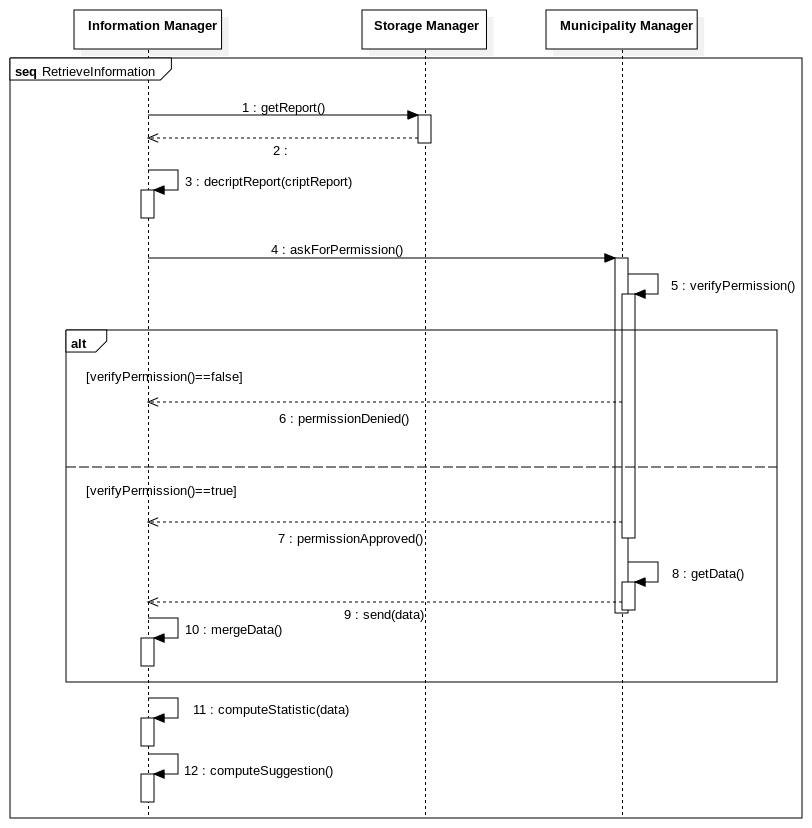 Information Manager
Storage Manager
Municipality Manager
seq RetrieveInformation
1 : getReport()
2 :
3 : decriptReport(criptReport)
4 : askForPermission()
5 : verifyPermission()
alt
[verifyPermission()==false]
6 : permissionDenied()
[verifyPermission()==true]
7 : permissionApproved()
8 : getData()
9 : send(data)
10 : mergeData()
11 : computeStatistic(data)
12 : computeSuggestion()